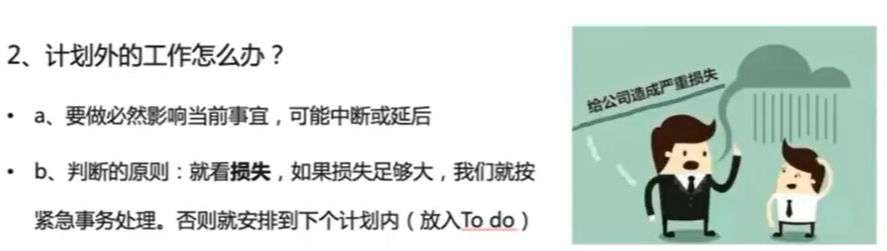 2、计划外的工作怎么办？
• a、要做必然影响当前事宜，可能中断或延后
• b、判断的原则：就看损失，如果损失足够大，我们就按
紧急事务处理。否则就安排到下个计划内（放入To do）
给公司造成严重损失